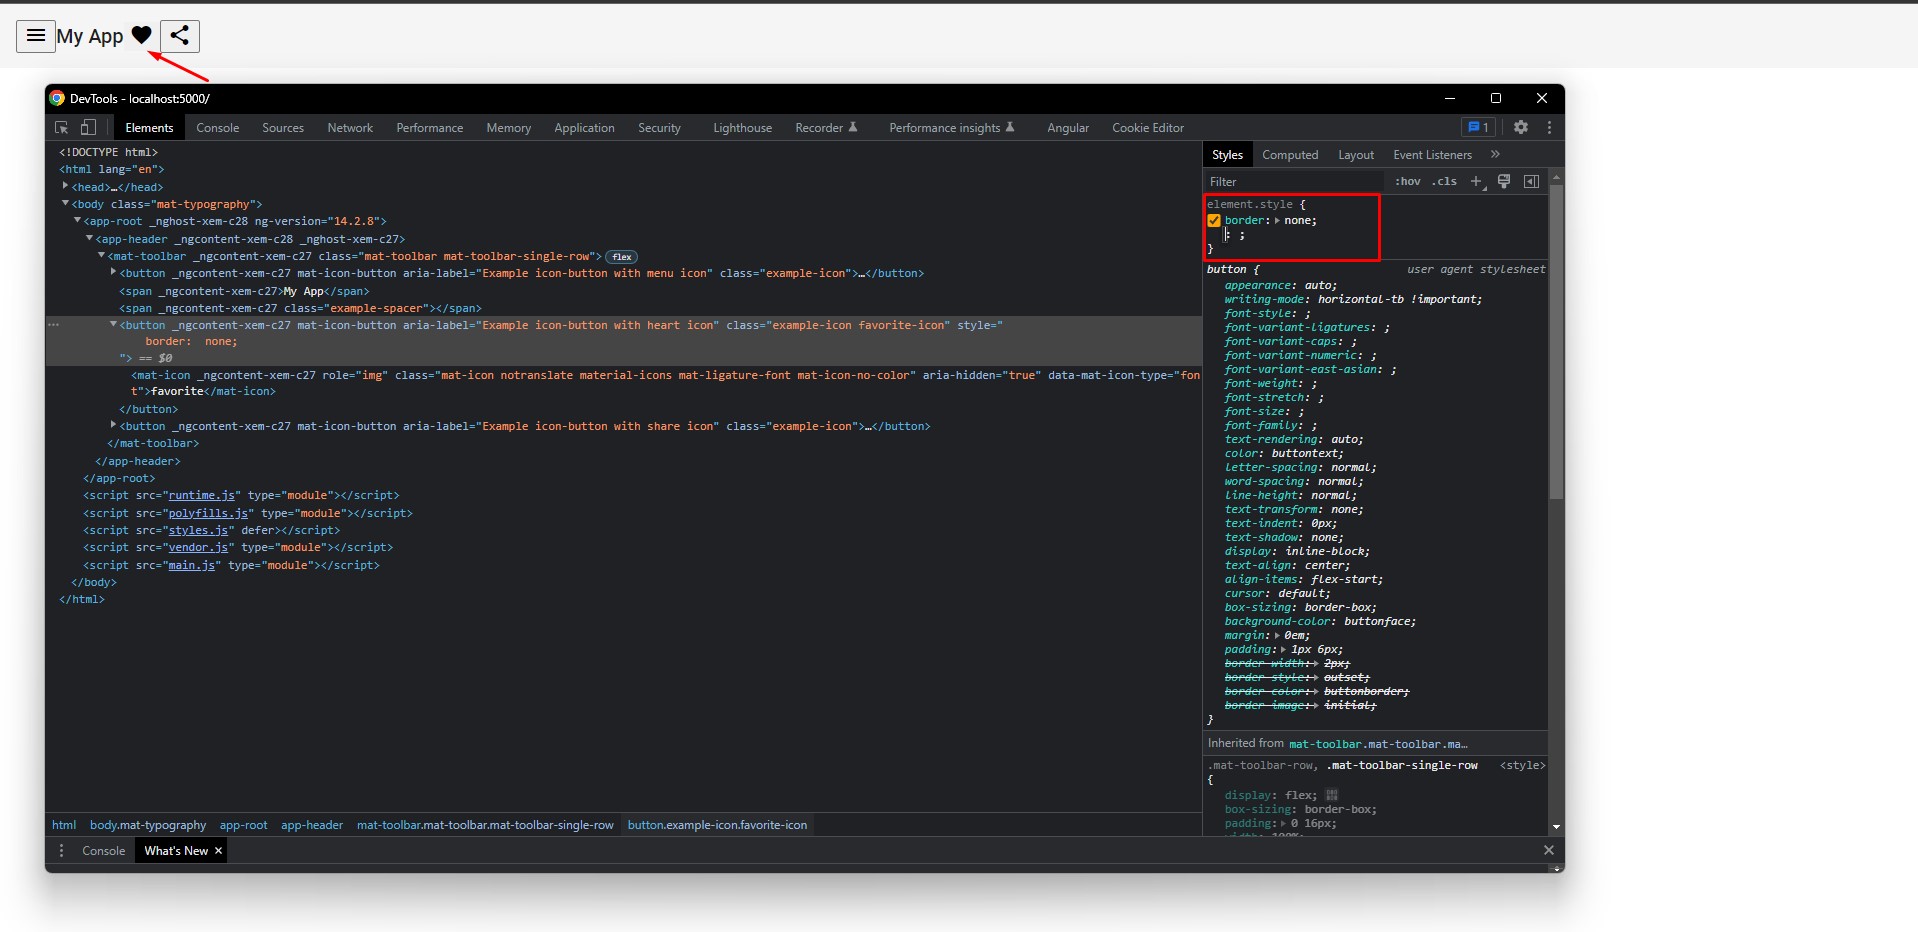 My App
DevTools - localhost:5000/
Elements Console Sources Network Performance Memory Application Security Lighthouse Recorder Performance insights Angular Cookie Editor 1
<!DOCTYPE html>
<html lang="en">
<head>…</head>
<body class="mat-typography">
<app-root _nghost-xem-c28 ng-version="14.2.8">
<app-header _ngcontent-xem-c28 _nghost-xem-c27>
<mat-toolbar _ngcontent-xem-c27 class="mat-toolbar mat-toolbar-single-row"> flex
<button _ngcontent-xem-c27 mat-icon-button aria-label="Example icon-button with menu icon" class="example-icon">…</button>
<span _ngcontent-xem-c27>My App</span>
<span _ngcontent-xem-c27 class="example-spacer"></span>
<button _ngcontent-xem-c27 mat-icon-button aria-label="Example icon-button with heart icon" class="example-icon favorite-icon" style="
border: none;
"> == $0
<mat-icon _ngcontent-xem-c27 role="img" class="mat-icon notranslate material-icons mat-ligature-font mat-icon-no-color" aria-hidden="true" data-mat-icon-type="fon
t">favorite</mat-icon>
</button>
<button _ngcontent-xem-c27 mat-icon-button aria-label="Example icon-button with share icon" class="example-icon">…</button>
</mat-toolbar>
</app-header>
</app-root>
<script src="runtime.js" type="module"></script>
<script src="polyfills.js" type="module"></script>
<script src="styles.js" defer></script>
<script src="vendor.js" type="module"></script>
<script src="main.js" type="module"></script>
</body>
</html>
html body.mat-typography app-root app-header mat-toolbar.mat-toolbar.mat-toolbar-single-row button.example-icon.favorite-icon
Console What's New
Styles Computed Layout Event Listeners
Filter :hov .cls
element.style {
border: none;
: ;
}
button { user agent stylesheet
appearance: auto;
writing-mode: horizontal-tb !important;
font-style: ;
font-variant-ligatures: ;
font-variant-caps: ;
font-variant-numeric: ;
font-variant-east-asian: ;
font-weight: ;
font-stretch: ;
font-size: ;
font-family: ;
text-rendering: auto;
color: buttontext;
letter-spacing: normal;
word-spacing: normal;
line-height: normal;
text-transform: none;
text-indent: 0px;
text-shadow: none;
display: inline-block;
text-align: center;
align-items: flex-start;
cursor: default;
box-sizing: border-box;
background-color: buttonface;
margin: 0em;
padding: 1px 6px;
border-width: 2px;
border-style: outset;
border-color: buttonborder;
border-image: initial;
}
Inherited from mat-toolbar.mat-toolbar.ma…
.mat-toolbar-row, .mat-toolbar-single-row <style>
{
display: flex;
box-sizing: border-box;
padding: 0 16px;
width: 100%;